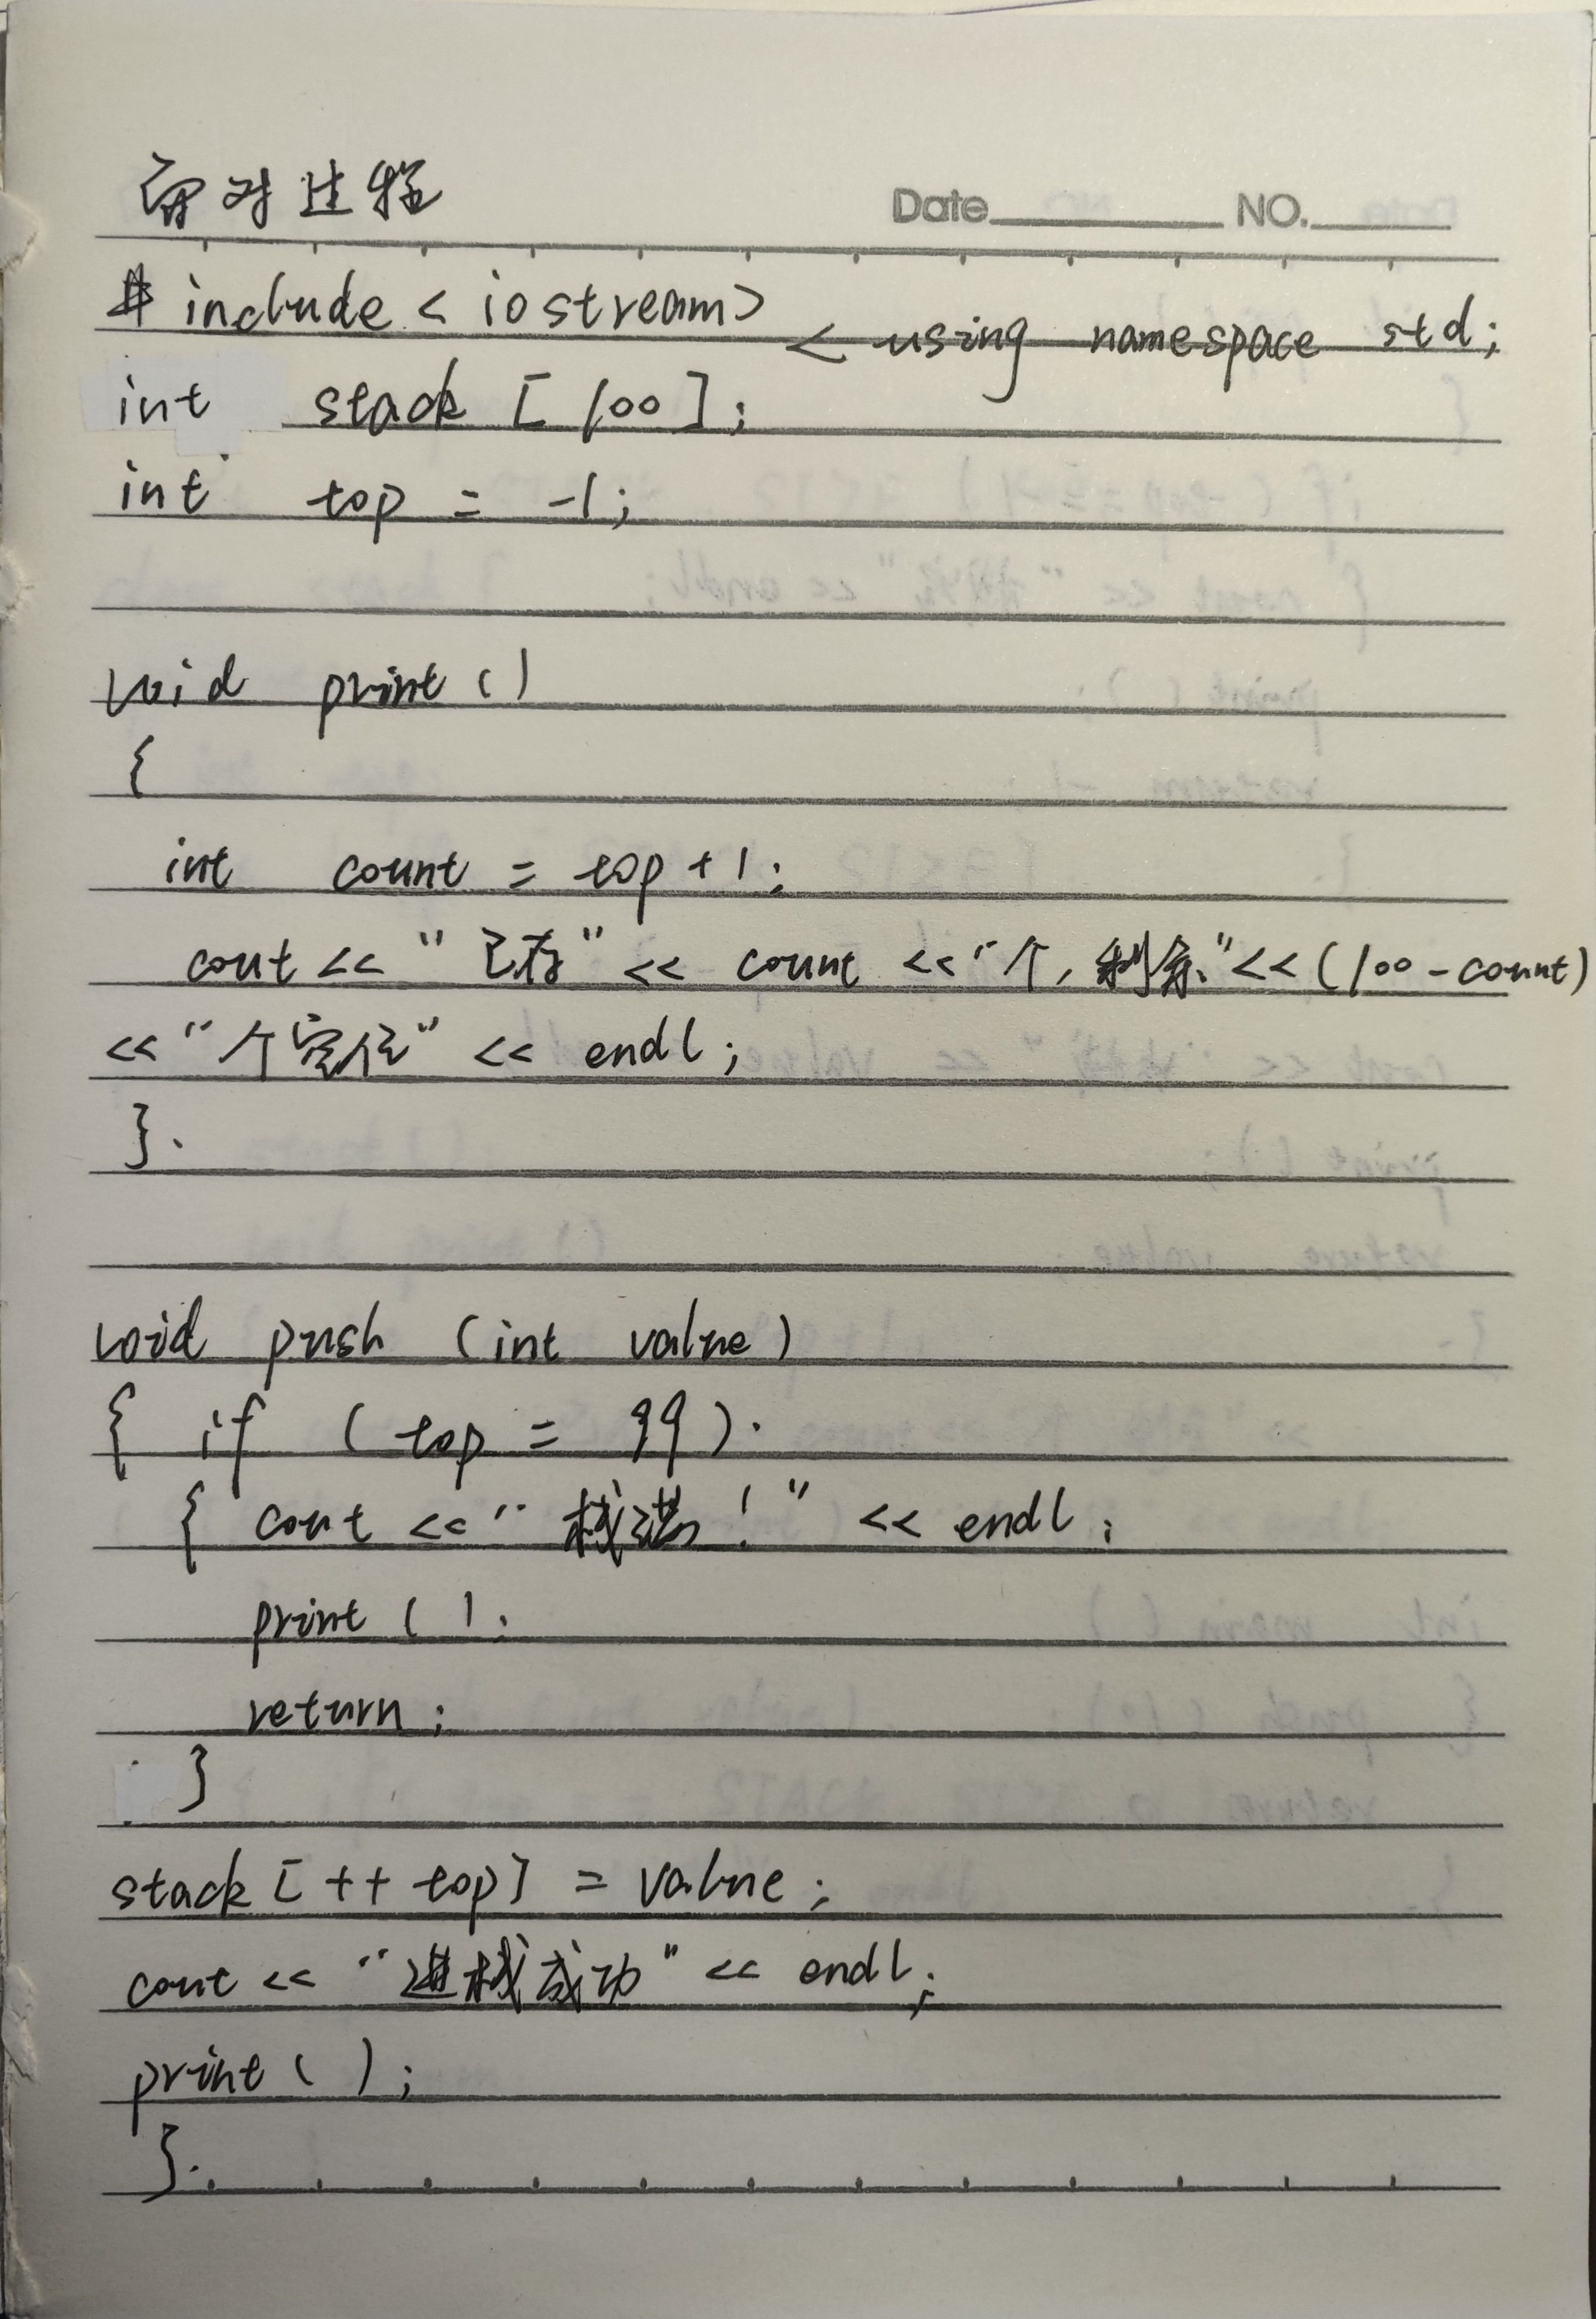 面对过程
Date NO.
# include < iostream>
< using namespace std;
int stack [ 100 ];
int top = -1;
void print ()
{
int count = top + 1;
cout << "已存" << count << "个,剩余" << (100 - count)
<< "个空位" << endl;
}.
void push (int value)
{ if (top = 99).
{ cout << "栈满!" << endl;
print ( );
return;
}
stack [ ++ top] = value;
cout << "进栈成功" << endl;
print ( );
}.